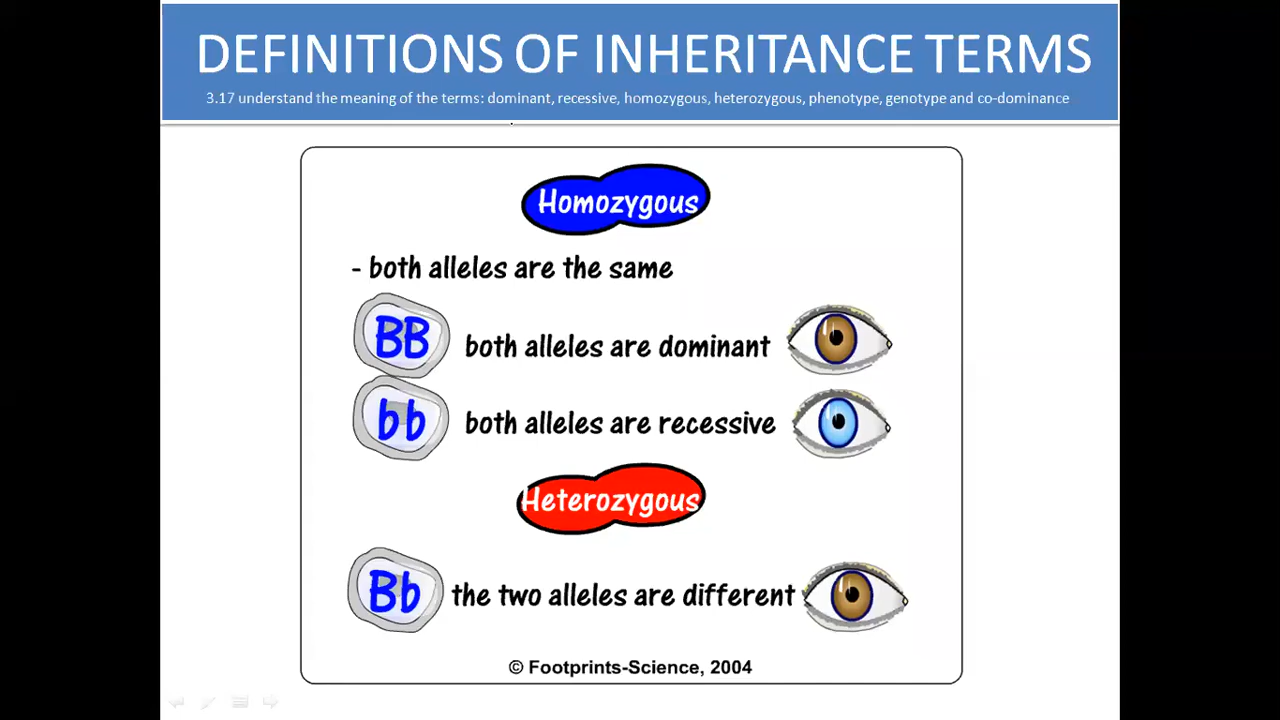 DEFINITIONS OF INHERITANCE TERMS
3.17 understand the meaning of the terms: dominant, recessive, homozygous, heterozygous, phenotype, genotype and co-dominance
Homozygous
- both alleles are the same
BB both alleles are dominant
bb both alleles are recessive
Heterozygous
Bb the two alleles are different
© Footprints-Science, 2004